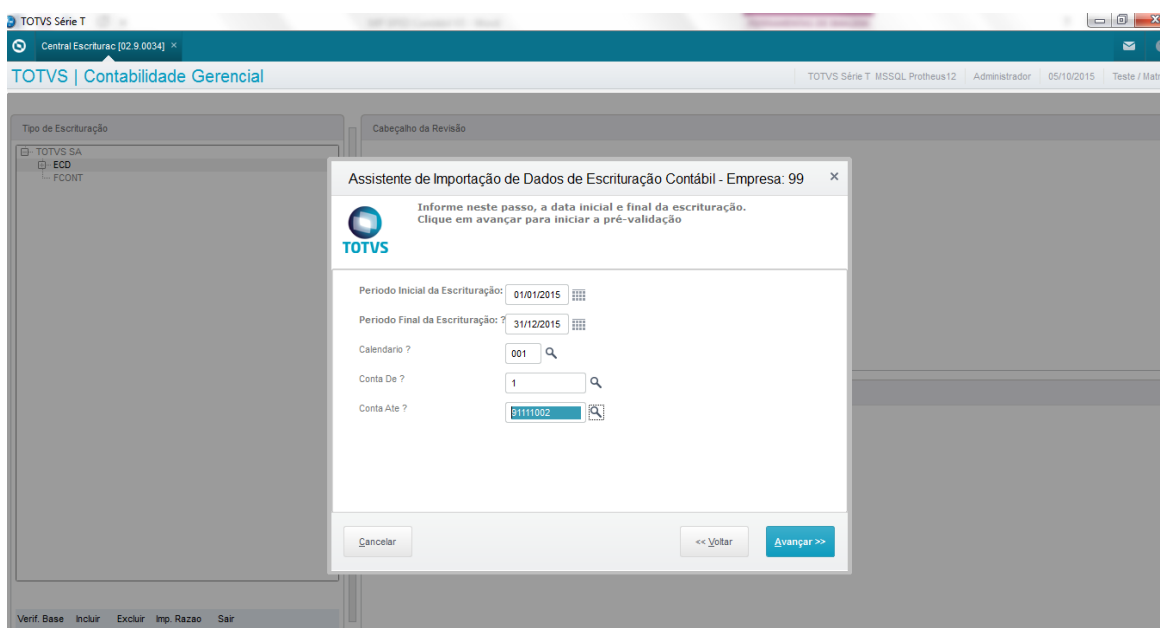 TOTVS Série T
Central Escriturac [02.9.0034] ×
TOTVS | Contabilidade Gerencial
TOTVS Série T MSSQL Protheus12 Administrador 05/10/2015 Teste / Matr
Tipo de Escrituração
Cabeçalho da Revisão
TOTVS SA
ECD
FCONT
Assistente de Importação de Dados de Escrituração Contábil - Empresa: 99 ×
Informe neste passo, a data inicial e final da escrituração.
Clique em avançar para iniciar a pré-validação
TOTVS
Periodo Inicial da Escrituração: 01/01/2015
Periodo Final da Escrituração: ? 31/12/2015
Calendario ? 001
Conta De ? 1
Conta Ate ? 91111002
Cancelar
<< Voltar
Avançar >>
Verif. Base Incluir Excluir Imp. Razao Sair